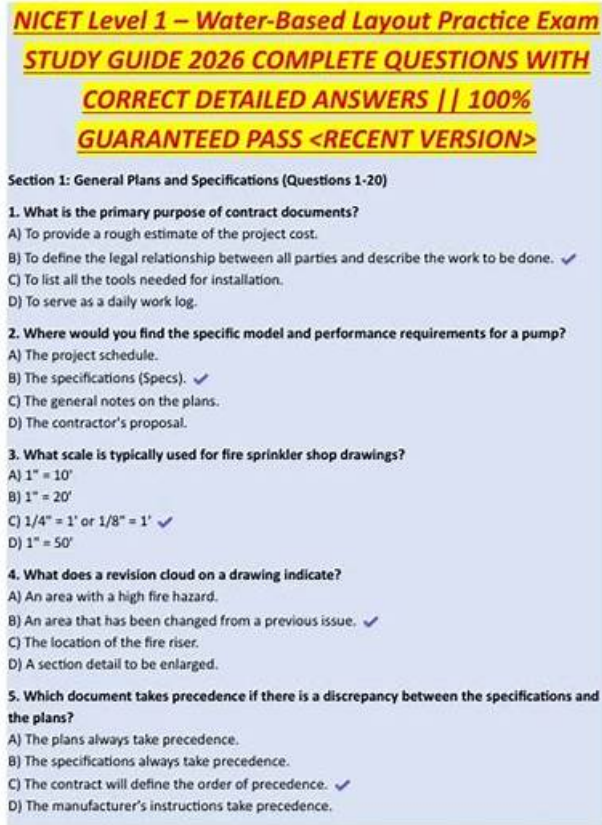 NICET Level 1 – Water-Based Layout Practice Exam
STUDY GUIDE 2026 COMPLETE QUESTIONS WITH
CORRECT DETAILED ANSWERS || 100%
GUARANTEED PASS <RECENT VERSION>
Section 1: General Plans and Specifications (Questions 1-20)
1. What is the primary purpose of contract documents?
A) To provide a rough estimate of the project cost.
B) To define the legal relationship between all parties and describe the work to be done. ✓
C) To list all the tools needed for installation.
D) To serve as a daily work log.
2. Where would you find the specific model and performance requirements for a pump?
A) The project schedule.
B) The specifications (Specs). ✓
C) The general notes on the plans.
D) The contractor's proposal.
3. What scale is typically used for fire sprinkler shop drawings?
A) 1" = 10'
B) 1" = 20'
C) 1/4" = 1' or 1/8" = 1' ✓
D) 1" = 50'
4. What does a revision cloud on a drawing indicate?
A) An area with a high fire hazard.
B) An area that has been changed from a previous issue. ✓
C) The location of the fire riser.
D) A section detail to be enlarged.
5. Which document takes precedence if there is a discrepancy between the specifications and
the plans?
A) The plans always take precedence.
B) The specifications always take precedence.
C) The contract will define the order of precedence. ✓
D) The manufacturer's instructions take precedence.